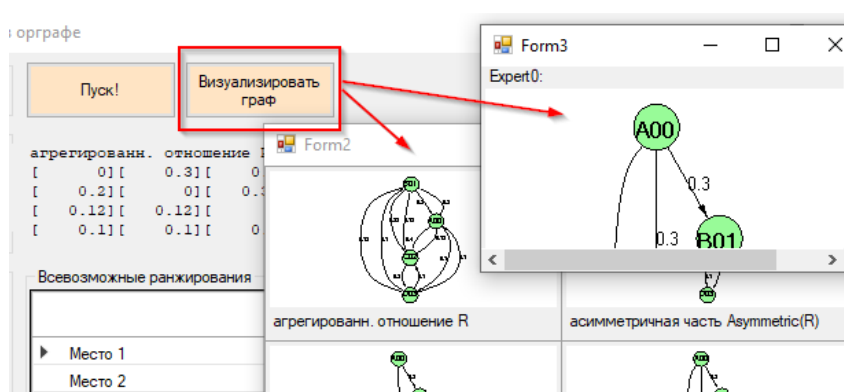 в орграфе
Пуск!
Визуализировать
граф
агрегированн. отношение
[ 0][ 0.3][ 0
[ 0.2][ 0][ 0.3
[ 0.12][ 0.12][
[ 0.1][ 0.1][ 0
Всевозможные ранжирования
Место 1
Место 2
Form2
агрегированн. отношение R
асимметричная часть Asymmetric(R)
Form3
Expert0:
A00
0.3
0.3
B01
A00
A00